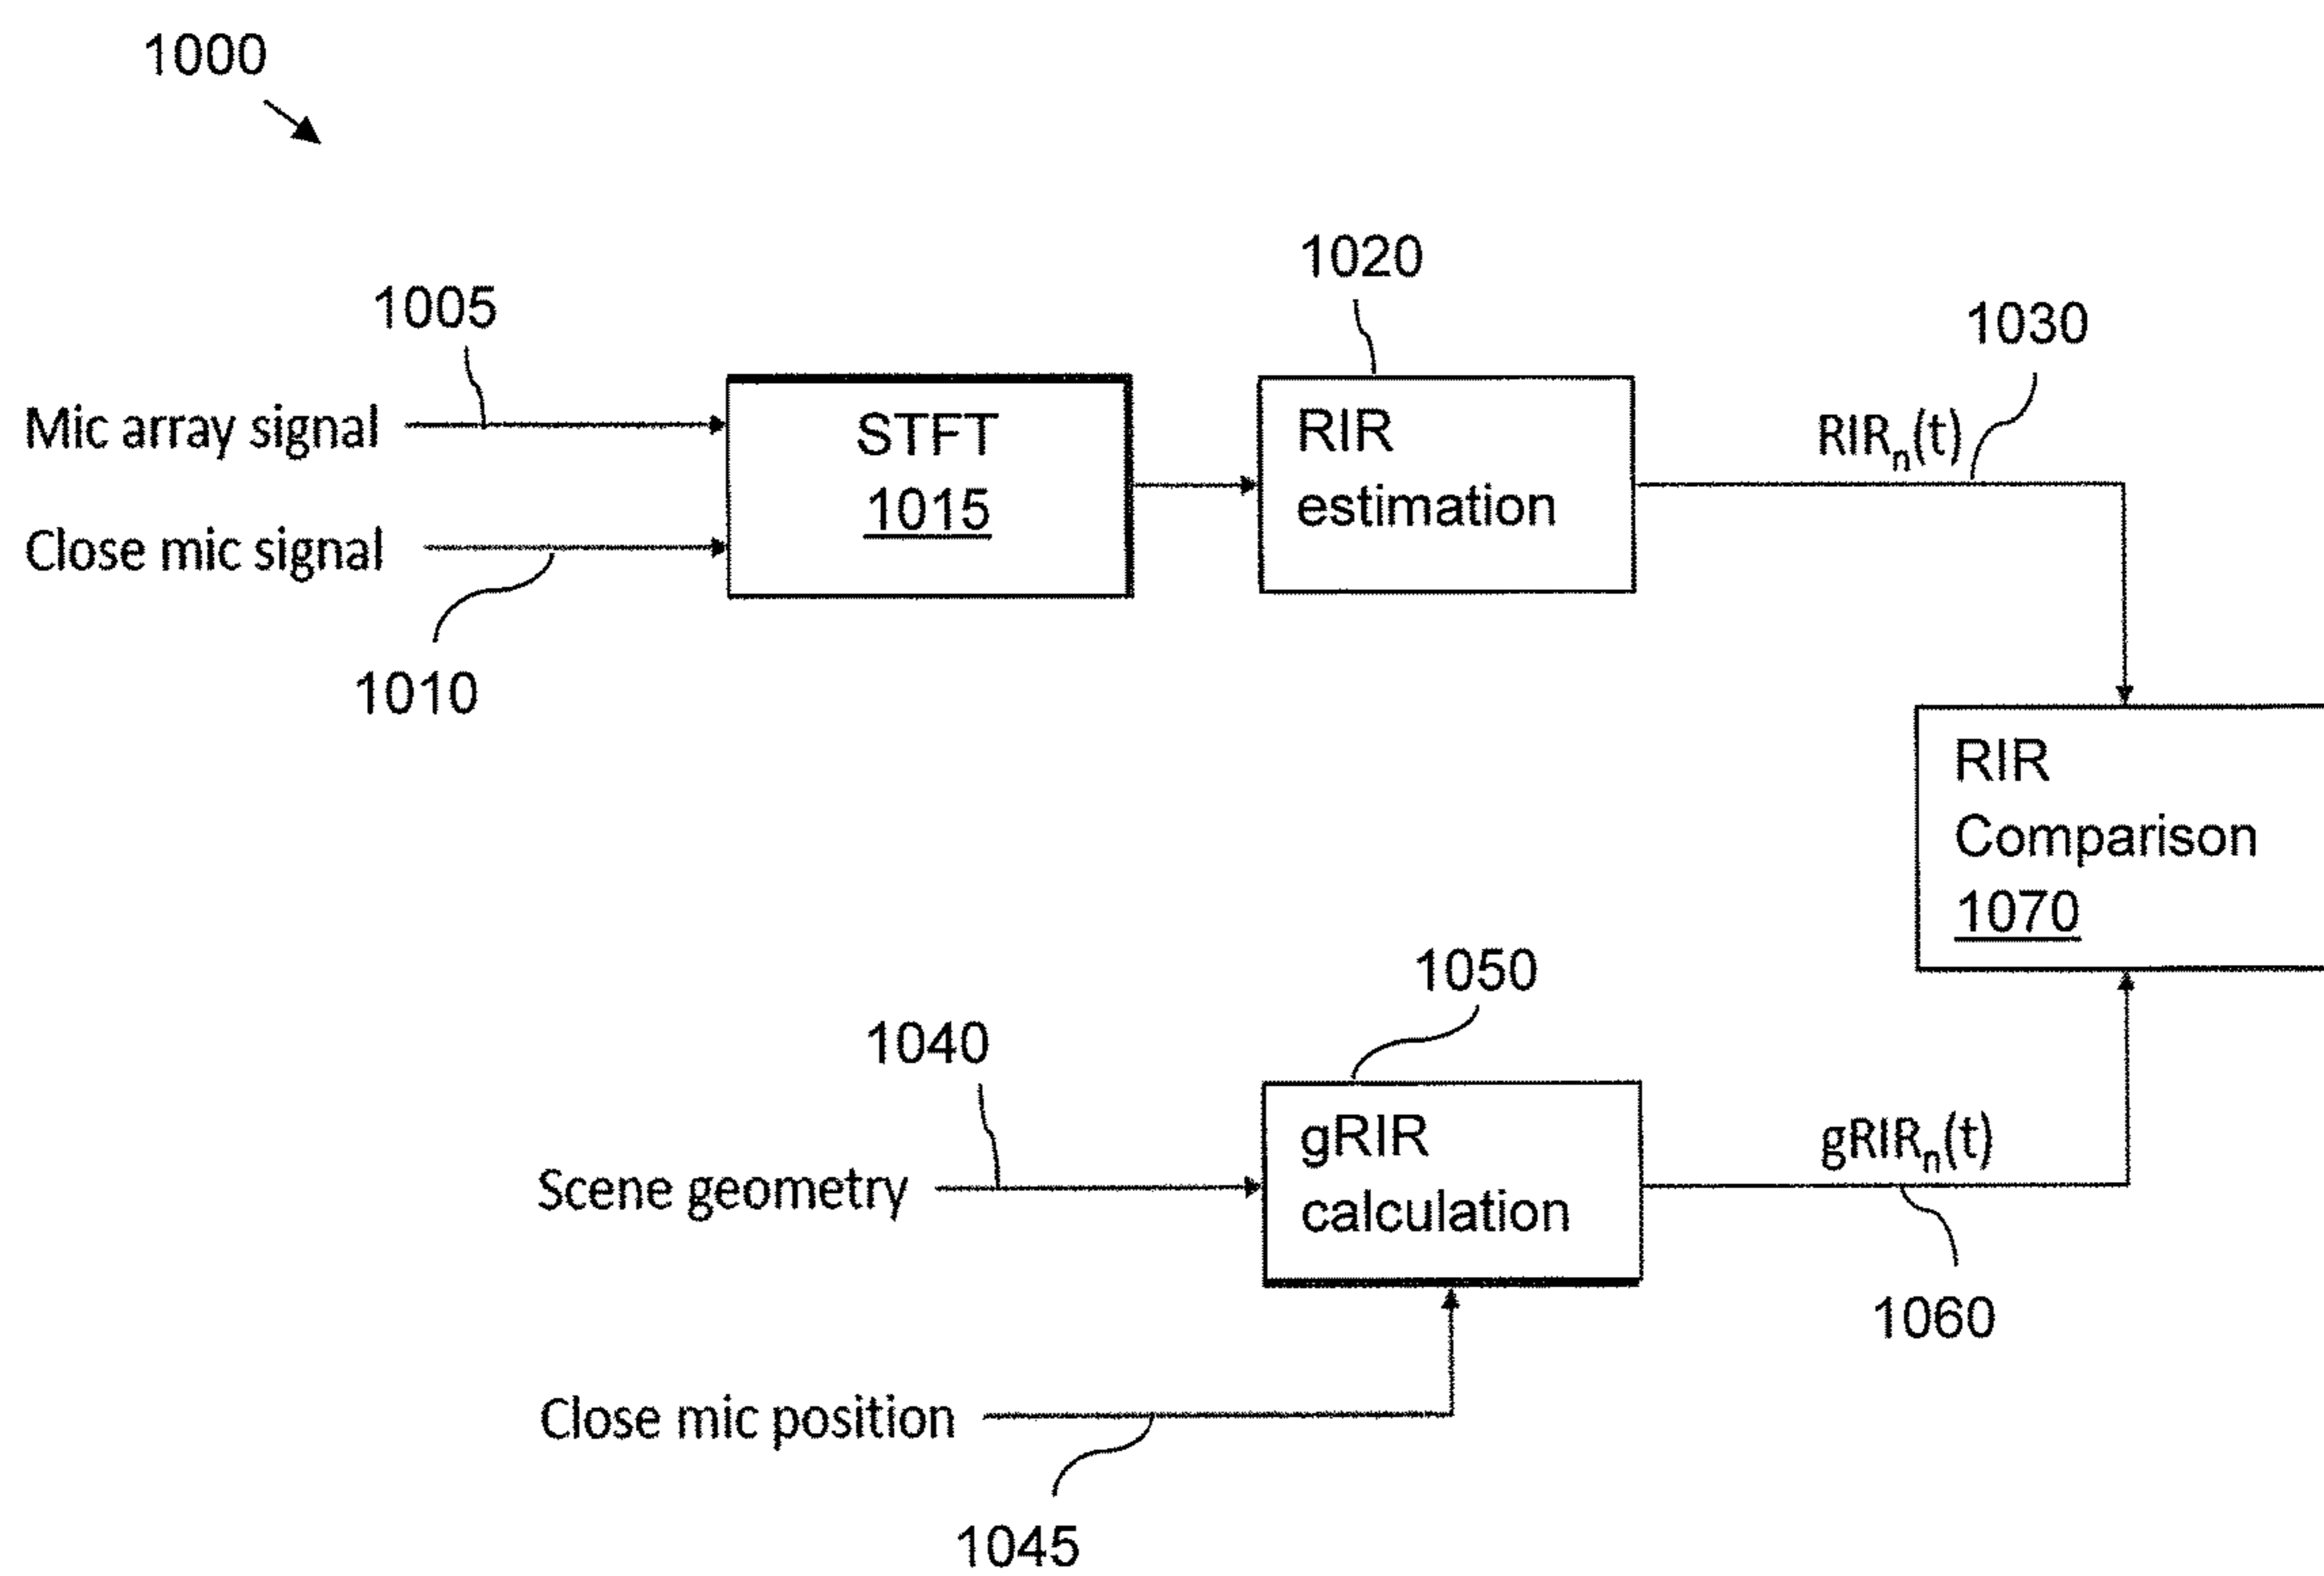 1000
1020
1005
1030
Mic array signal
STFT
1015
RIR
estimation
RIRn(t)
Close mic signal
1010
RIR
Comparison
1070
1050
1040
gRIR
calculation
gRIRn(t)
Scene geometry
1060
Close mic position
1045